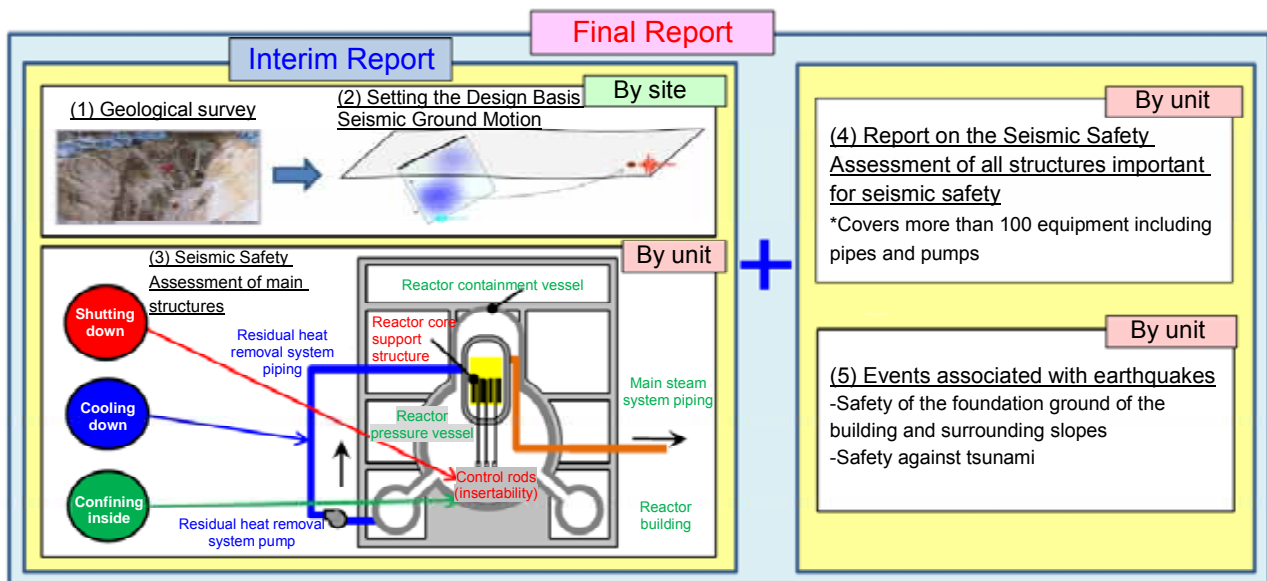 Final Report
Interim Report
By site
(1) Geological survey
(2) Setting the Design Basis
Seismic Ground Motion
By unit
(3) Seismic Safety
Assessment of main
structures
Shutting
down
Cooling
down
Confining
inside
Residual heat
removal system
piping
Residual heat removal
system pump
Reactor containment vessel
Reactor core
support
structure
Reactor
pressure vessel
Control rods
(insertability)
Main steam
system piping
Reactor
building
+
By unit
(4) Report on the Seismic Safety
Assessment of all structures important
for seismic safety
*Covers more than 100 equipment including
pipes and pumps
By unit
(5) Events associated with earthquakes
-Safety of the foundation ground of the
building and surrounding slopes
-Safety against tsunami